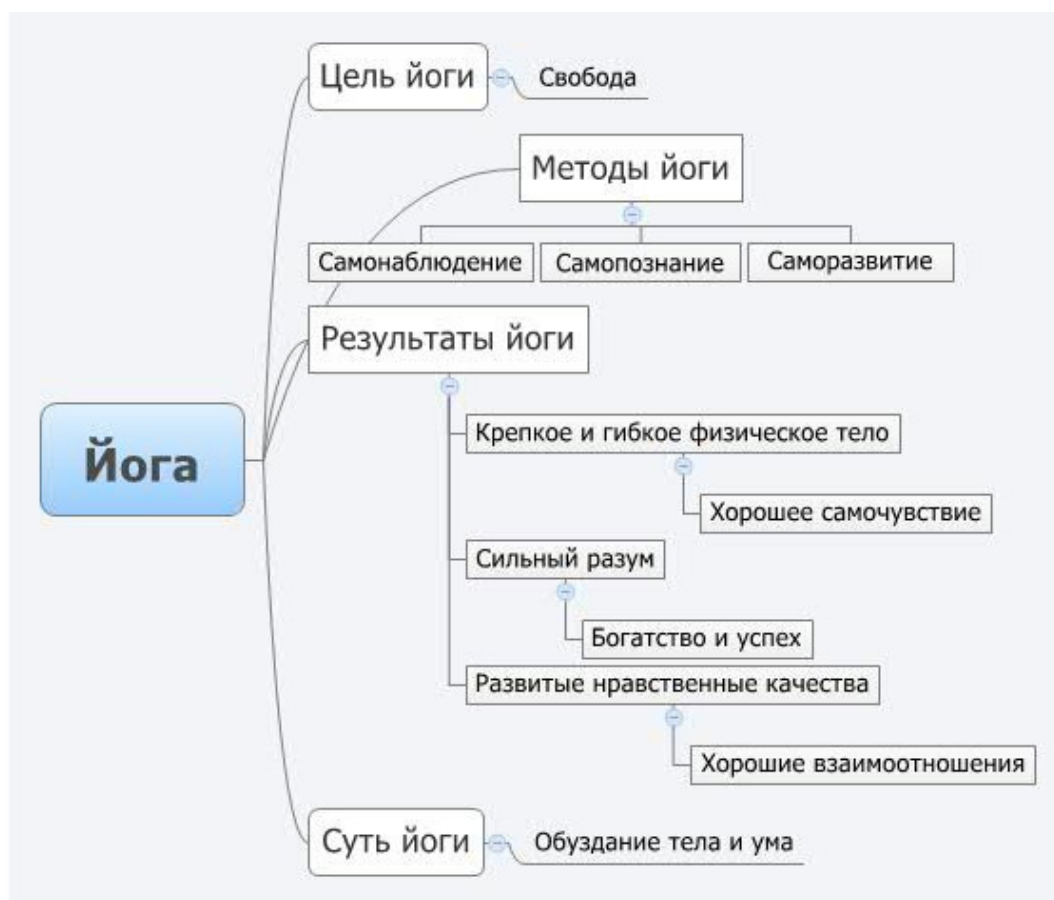 Цель йоги
Свобода
Методы йоги
Самонаблюдение
Самопознание
Саморазвитие
Результаты йоги
Крепкое и гибкое физическое тело
Йога
Хорошее самочувствие
Сильный разум
Богатство и успех
Развитые нравственные качества
Хорошие взаимоотношения
Суть йоги
Обуздание тела и ума